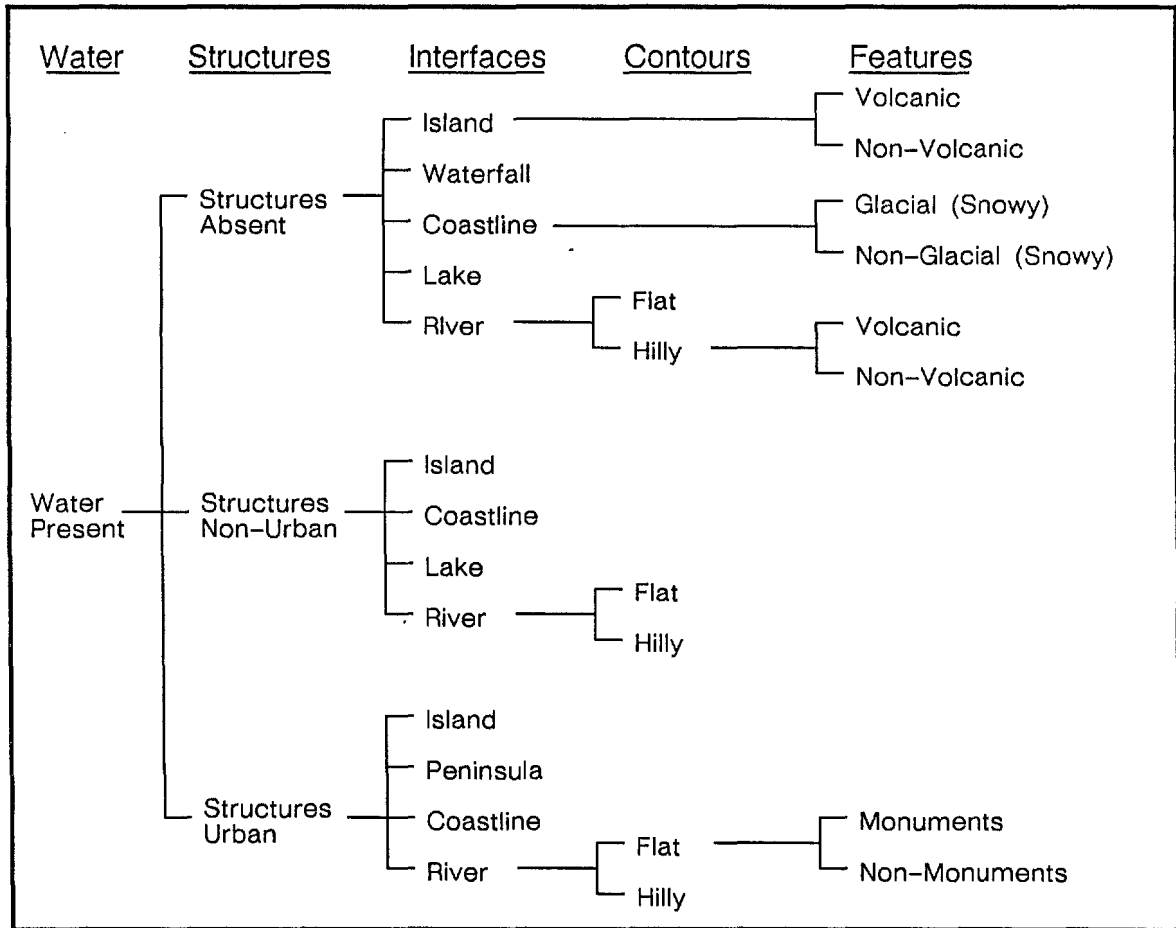 Water Structures Interfaces Contours Features
Volcanic
Island
Non-Volcanic
Waterfall
Structures
Absent
Glacial (Snowy)
Coastline
Non-Glacial (Snowy)
Lake
Flat
River
Volcanic
Hilly
Non-Volcanic
Island
Water
Present
Structures
Non-Urban
Coastline
Lake
Flat
River
Hilly
Island
Peninsula
Structures
Urban
Coastline
Monuments
Flat
River
Non-Monuments
Hilly